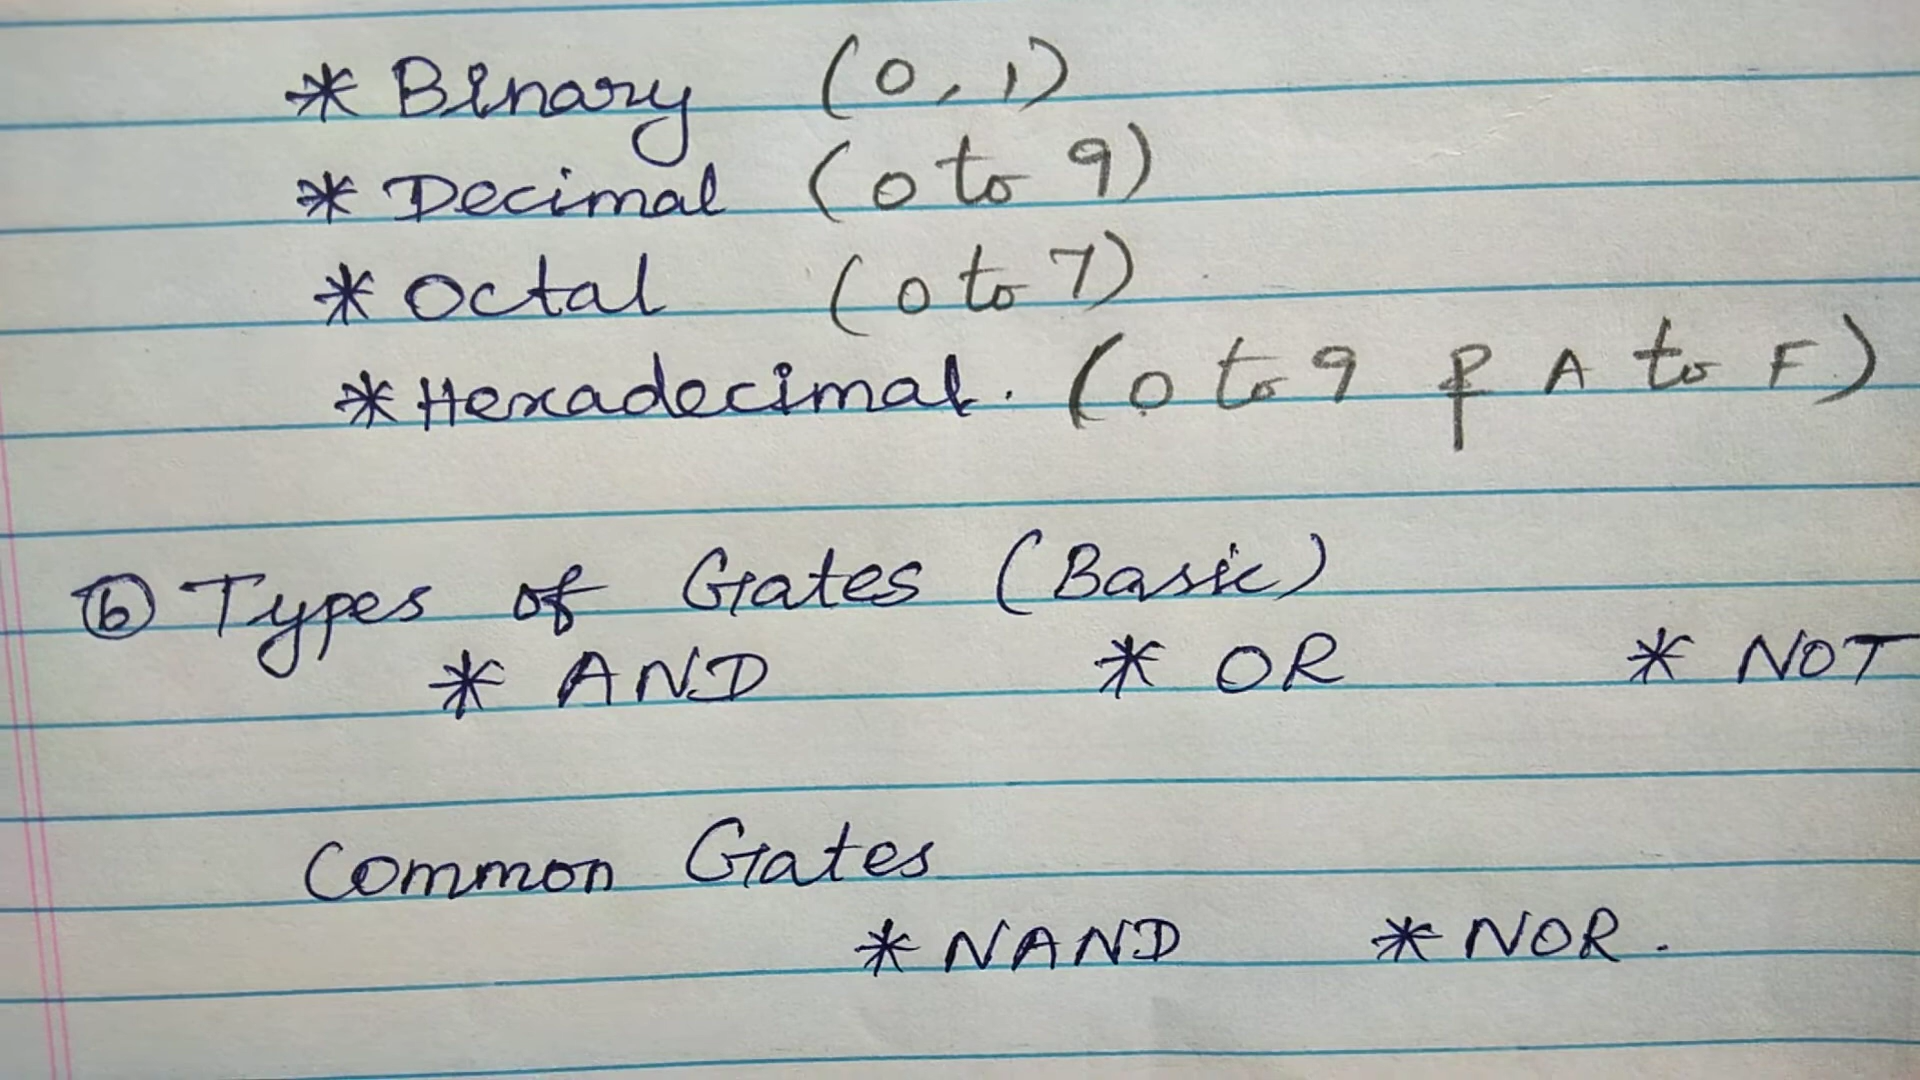 * Binary (0, 1)
* Decimal (0 to 9)
* Octal (0 to 7)
* Hexadecimal. (0 to 9 & A to F)
⑥ Types of Gates (Basic)
* AND * OR * NOT
Common Gates
* NAND * NOR.